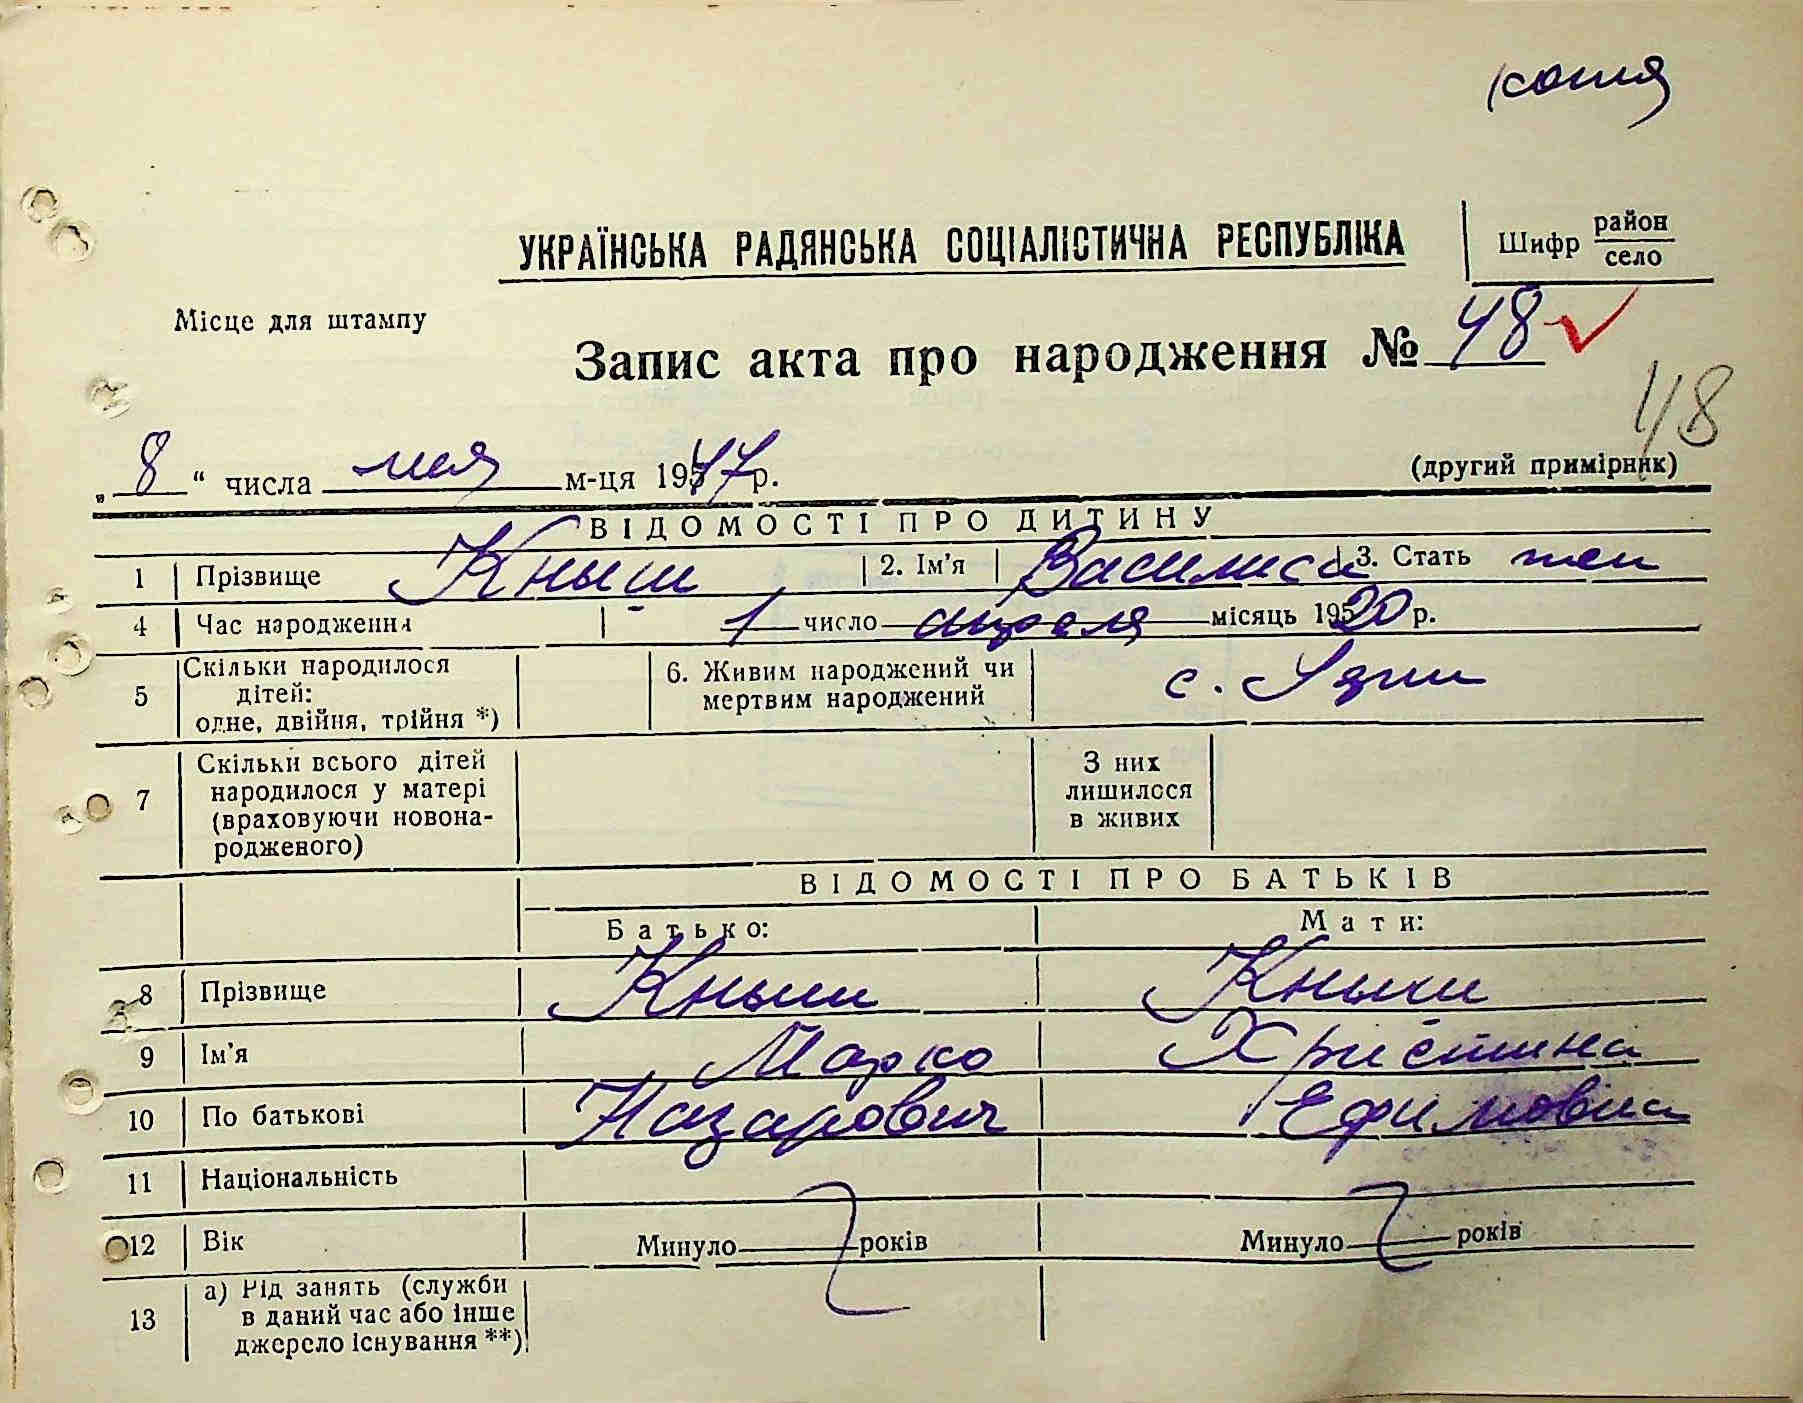 копия
УКРАЇНСЬКА РАДЯНСЬКА СОЦІАЛІСТИЧНА РЕСПУБЛІКА
Шифр район
село
Місце для штампу
Запис акта про народження № 48
48
„8“ числа мая м-ця 1947 р.
(другий примірник)
ВІДОМОСТІ ПРО ДИТИНУ
1 Прізвище Кныш 2. Ім'я Василиса 3. Стать жен
4 Час народження 1 число апреля місяць 1920 р.
5 Скільки народилося дітей: одне, двійня, трійня *) 6. Живим народжений чи мертвим народжений с.
7 Скільки всього дітей народилося у матері (враховуючи новонародженого) З них лишилося в живих
ВІДОМОСТІ ПРО БАТЬКІВ
Батько: Мати:
8 Прізвище Кныш Кныш
9 Ім'я Марко Христина
10 По батькові Назарович Ефимовна
11 Національність
12 Вік Минуло років Минуло років
13 а) Рід занять (служби в даний час або інше джерело існування **)